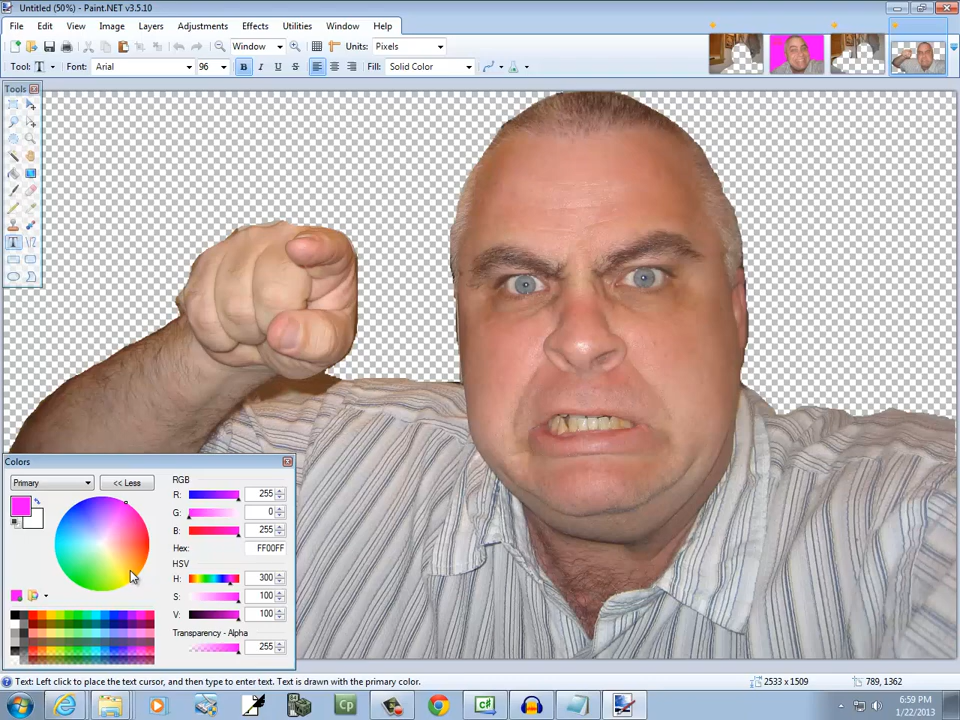 Untitled (50%) - Paint.NET v3.5.10
File Edit View Image Layers Adjustments Effects Utilities Window Help
Window Units: Pixels
Tool: T Font: Arial 96 B I U S Fill: Solid Color
Tools
Colors
Primary << Less
RGB
R: 255
G: 0
B: 255
Hex: FF00FF
HSV
H: 300
S: 100
V: 100
Transparency - Alpha
255
Text: Left click to place the text cursor, and then type to enter text. Text is drawn with the primary color.
2533 x 1509
789, 1362
Cp
C#
6:59 PM
1/22/2013